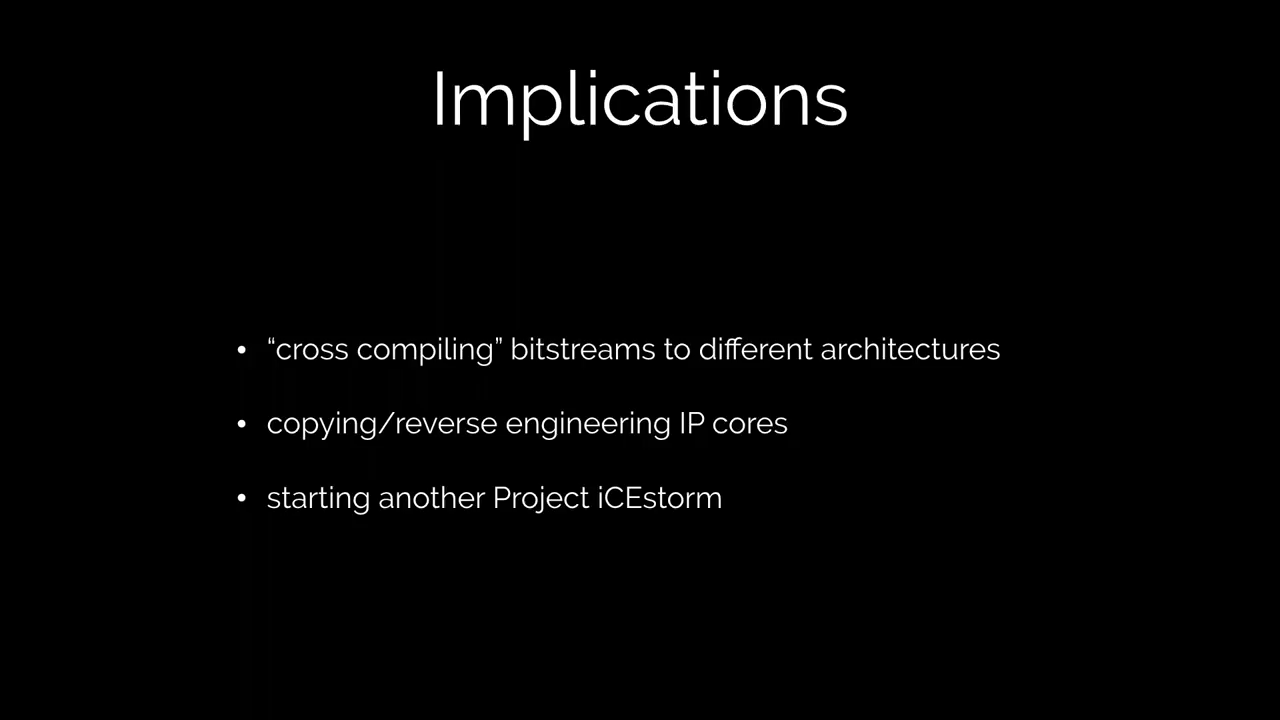 Implications
• “cross compiling” bitstreams to different architectures
• copying/reverse engineering IP cores
• starting another Project iCEstorm